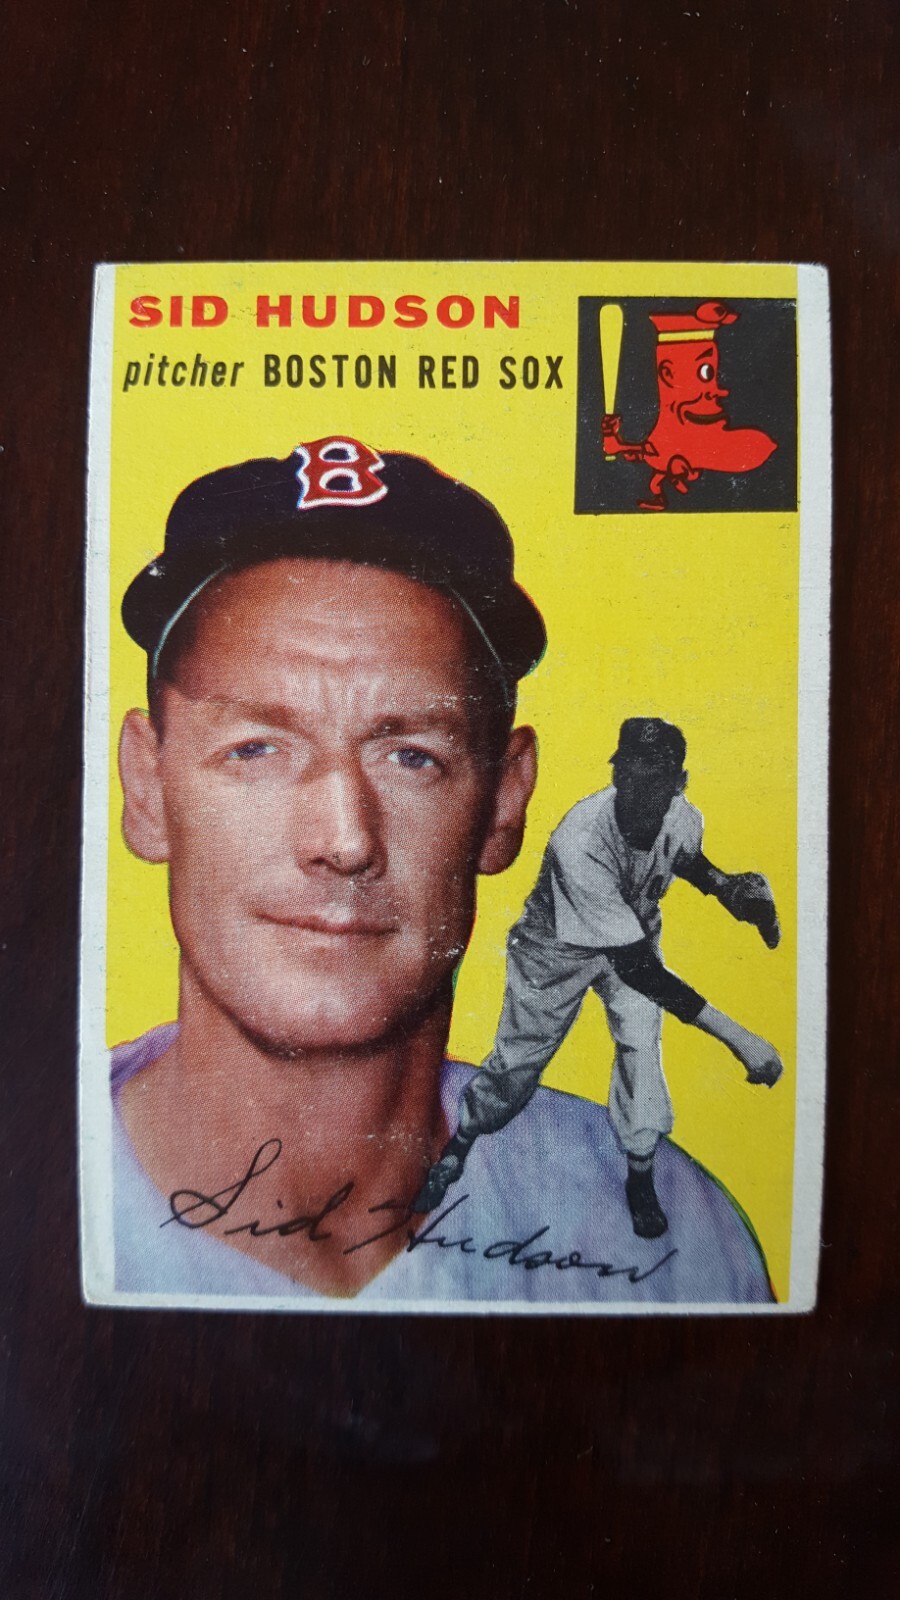 SID HUDSON
pitcher BOSTON RED SOX
B
B
Sid Hudson